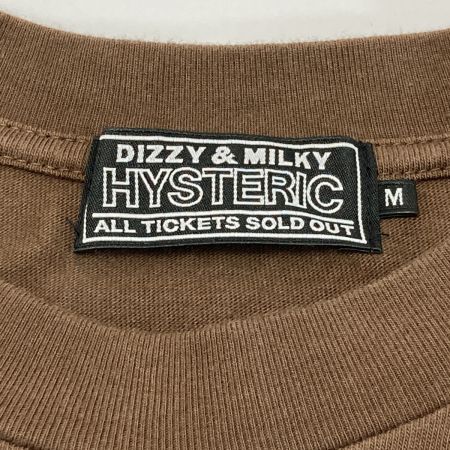 DIZZY & MILKY
HYSTERIC
ALL TICKETS SOLD OUT
M